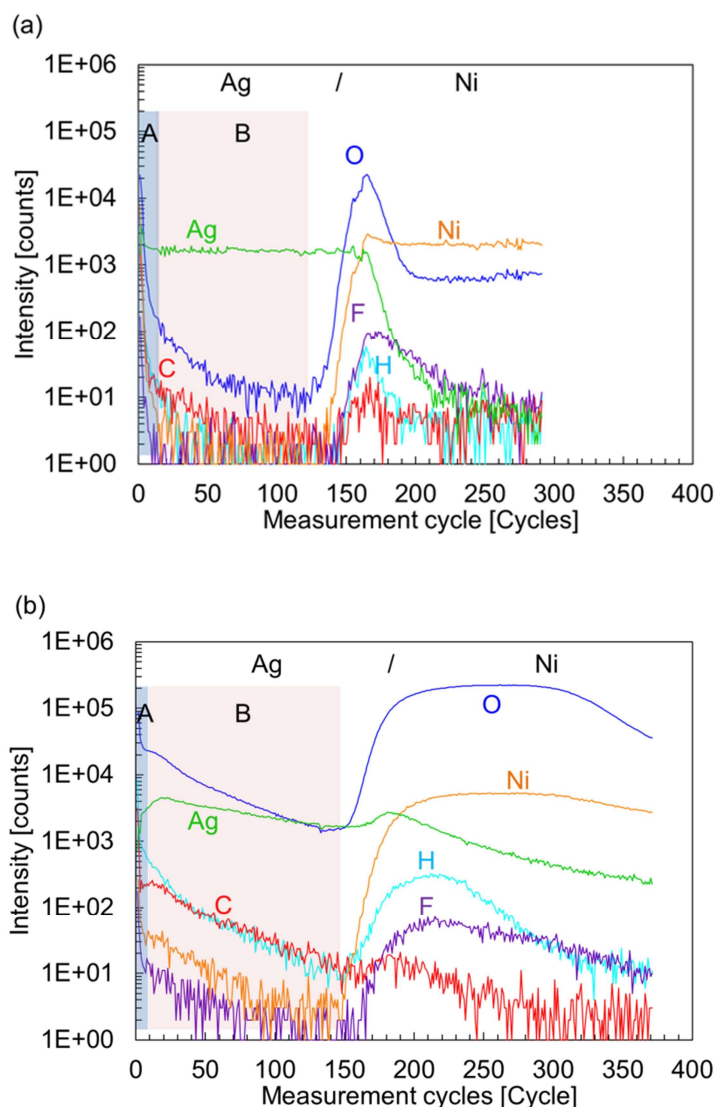 (a)
Ag / Ni
1E+06
1E+05
1E+04
1E+03
1E+02
1E+01
1E+00
Intensity [counts]
A
B
O
Ag
Ni
F
H
C
0 50 100 150 200 250 300 350 400
Measurement cycle [Cycles]
(b)
Ag / Ni
1E+06
1E+05
1E+04
1E+03
1E+02
1E+01
1E+00
Intensity [counts]
A
B
O
Ni
Ag
H
C
F
0 50 100 150 200 250 300 350 400
Measurement cycles [Cycle]